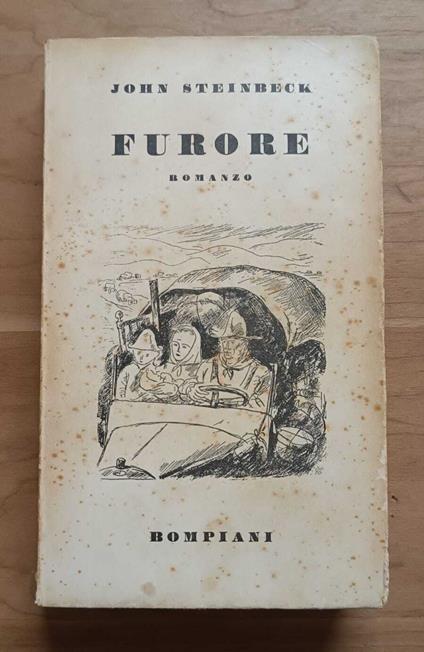 JOHN STEINBECK
FURORE
ROMANZO
BOMPIANI